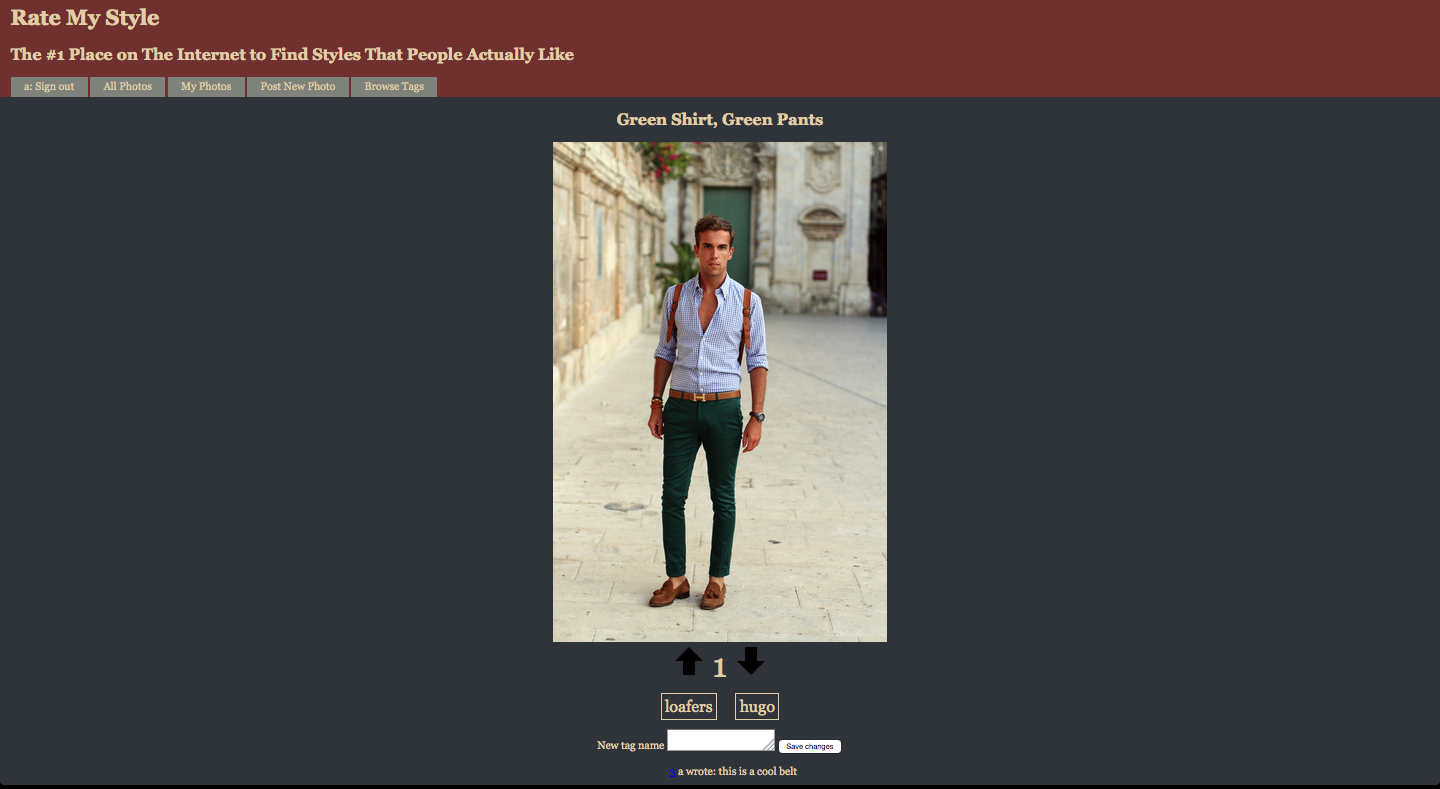 Rate My Style
The #1 Place on The Internet to Find Styles That People Actually Like
a: Sign out All Photos My Photos Post New Photo Browse Tags
Green Shirt, Green Pants
1
loafers hugo
New tag name Save changes
a wrote: this is a cool belt